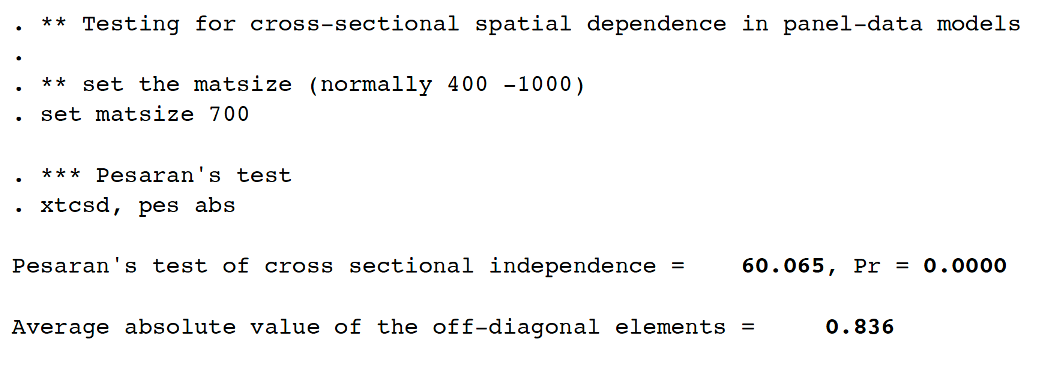 . ** Testing for cross-sectional spatial dependence in panel-data models
.
. ** set the matsize (normally 400 -1000)
. set matsize 700
. *** Pesaran's test
. xtcsd, pes abs
Pesaran's test of cross sectional independence = 60.065, Pr = 0.0000
Average absolute value of the off-diagonal elements = 0.836